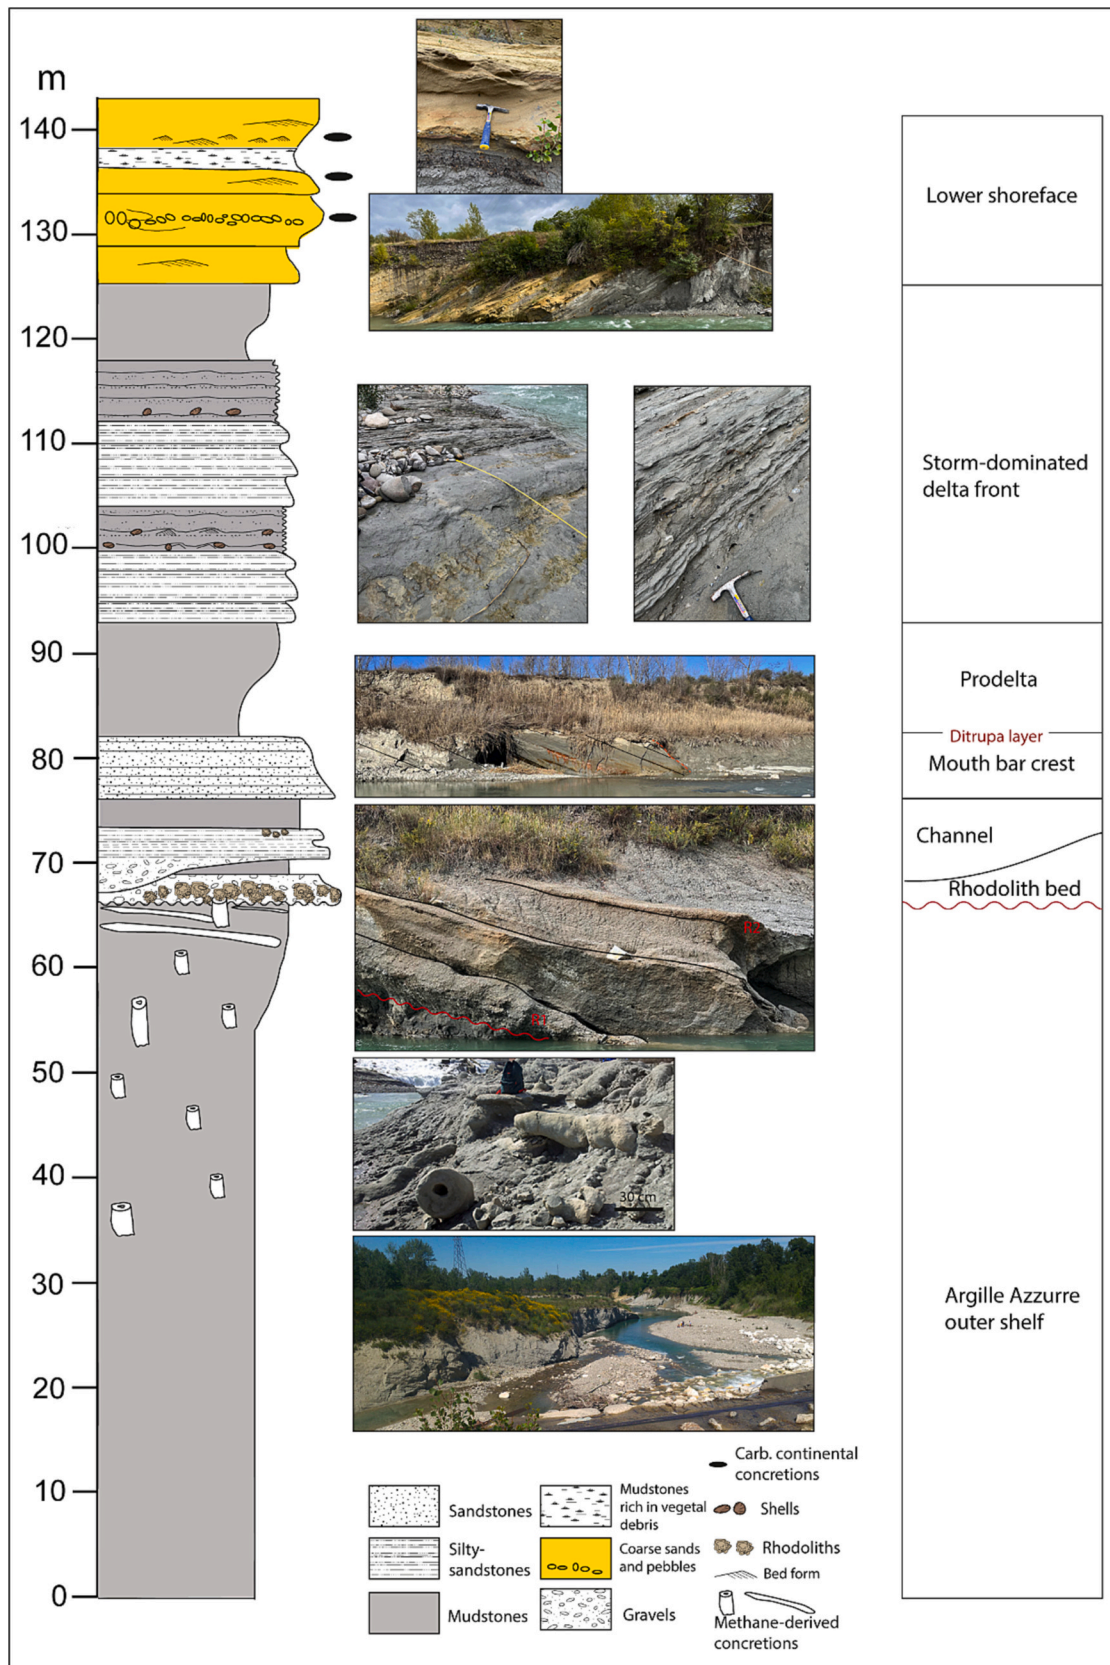 m
140
130
120
110
100
90
80
70
60
50
40
30
20
10
0
R2
R1
30 cm
Lower shoreface
Storm-dominated
delta front
Prodelta
Ditrupa layer
Mouth bar crest
Channel
Rhodolith bed
Argille Azzurre
outer shelf
Sandstones
Silty-
sandstones
Mudstones
Mudstones
rich in vegetal
debris
Coarse sands
and pebbles
Gravels
Carb. continental
concretions
Shells
Rhodoliths
Bed form
Methane-derived
concretions